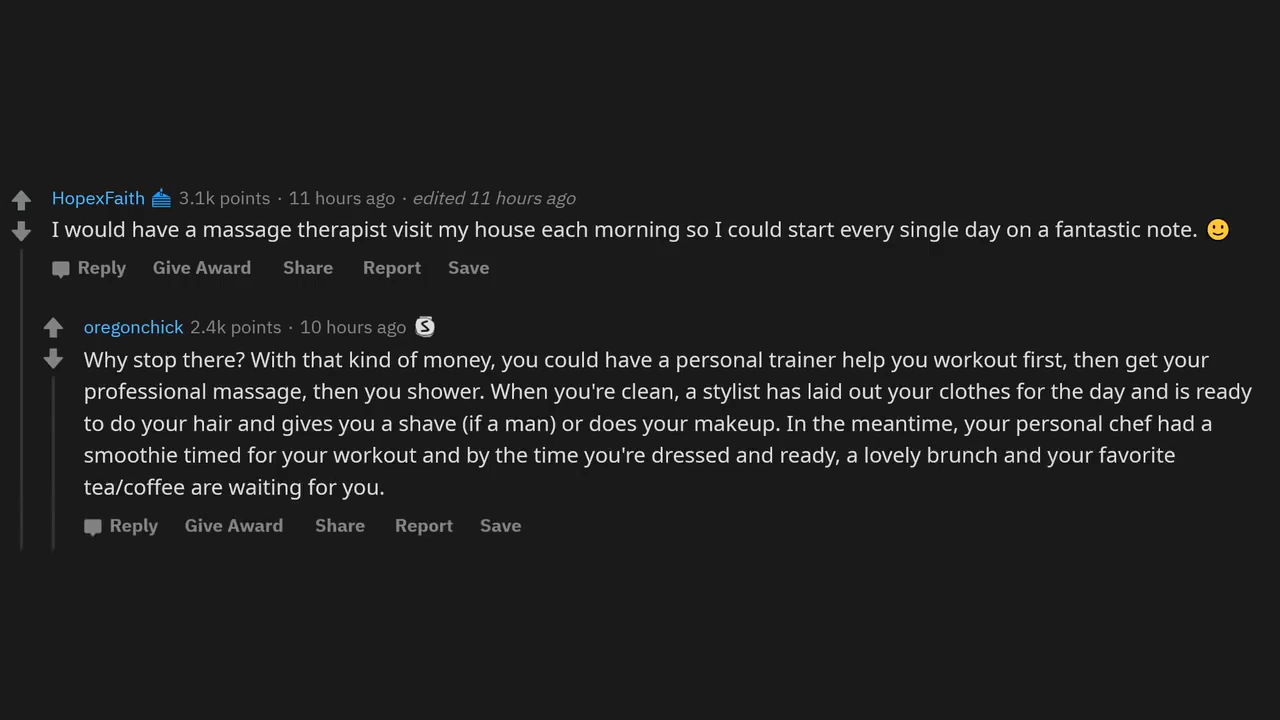 HopexFaith 3.1k points · 11 hours ago · edited 11 hours ago
I would have a massage therapist visit my house each morning so I could start every single day on a fantastic note. 🙂
Reply Give Award Share Report Save
oregonchick 2.4k points · 10 hours ago S
Why stop there? With that kind of money, you could have a personal trainer help you workout first, then get your
professional massage, then you shower. When you're clean, a stylist has laid out your clothes for the day and is ready
to do your hair and gives you a shave (if a man) or does your makeup. In the meantime, your personal chef had a
smoothie timed for your workout and by the time you're dressed and ready, a lovely brunch and your favorite
tea/coffee are waiting for you.
Reply Give Award Share Report Save